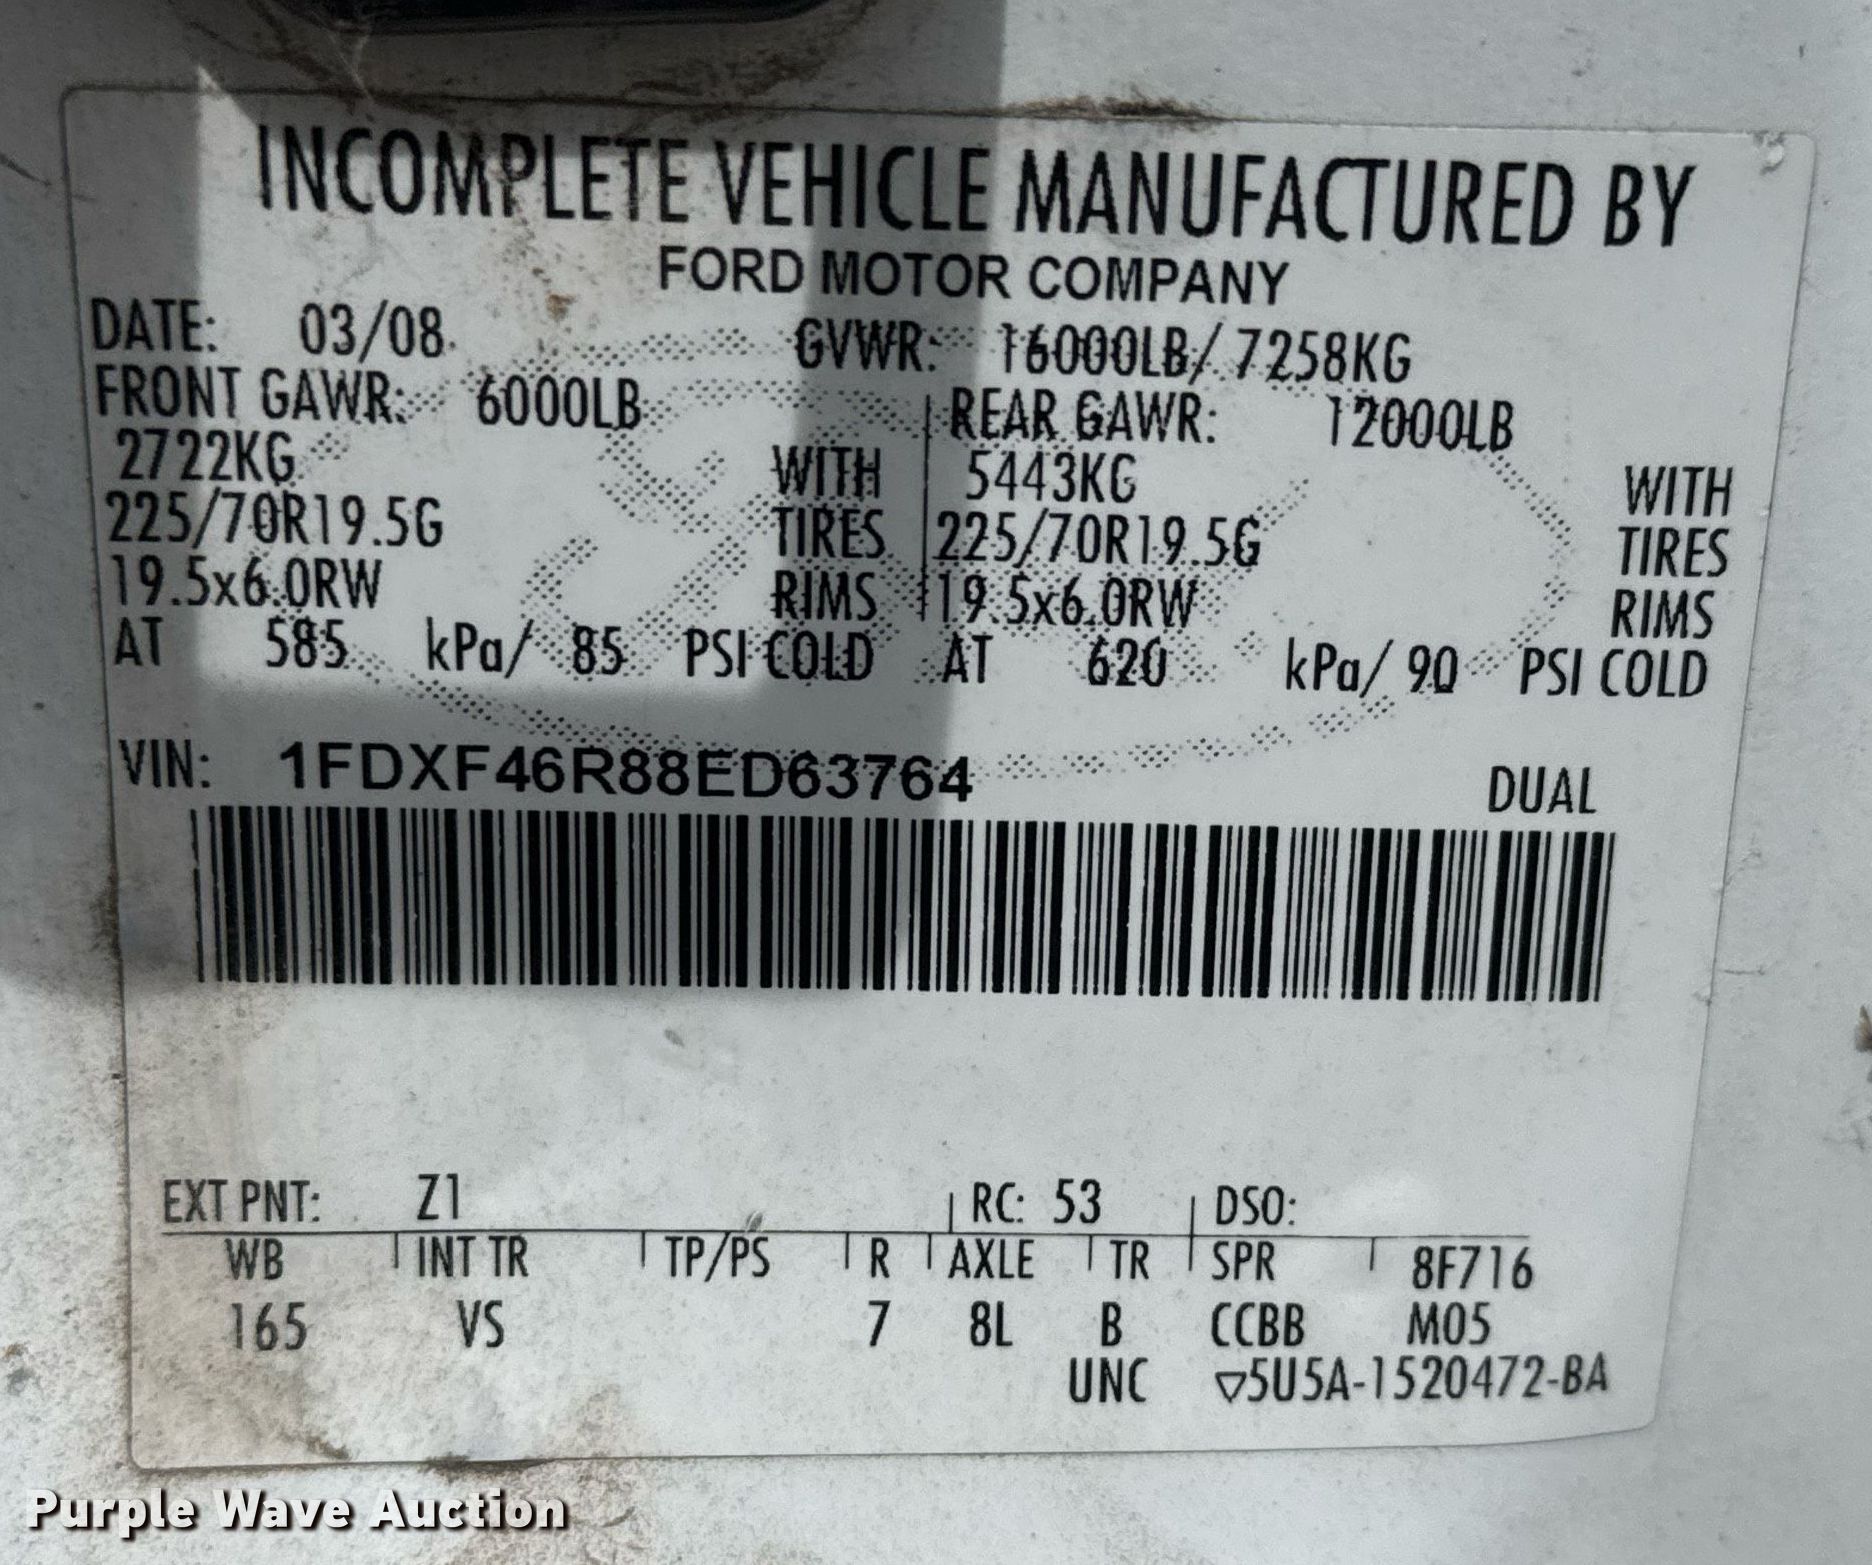 INCOMPLETE VEHICLE MANUFACTURED BY
FORD MOTOR COMPANY
DATE: 03/08 GVWR: 16000LB/ 7258KG
FRONT GAWR: 6000LB REAR GAWR: 12000LB
2722KG WITH 5443KG WITH
225/70R19.5G TIRES 225/70R19.5G TIRES
19.5x6.0RW RIMS 19.5x6.0RW RIMS
AT 585 kPa/ 85 PSI COLD AT 620 kPa/ 90 PSI COLD
VIN: 1FDXF46R88ED63764 DUAL
EXT PNT: Z1 RC: 53 DSO:
WB INT TR TP/PS R AXLE TR SPR 8F716
165 VS 7 8L B CCBB M05
UNC ▽5U5A-1520472-BA
Purple Wave Auction